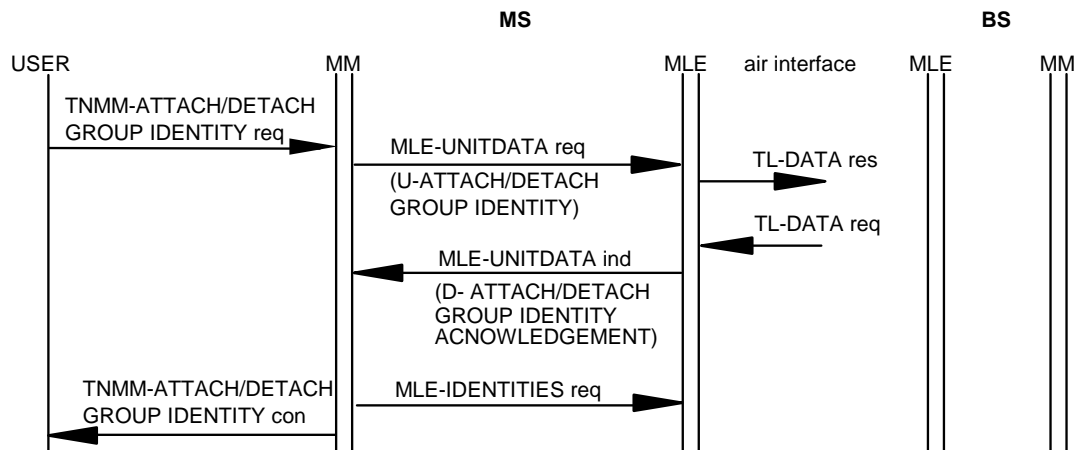 MS BS
USER MM MLE air interface MLE MM
TNMM-ATTACH/DETACH
GROUP IDENTITY req
MLE-UNITDATA req
(U-ATTACH/DETACH
GROUP IDENTITY)
TL-DATA res
TL-DATA req
MLE-UNITDATA ind
(D- ATTACH/DETACH
GROUP IDENTITY
ACNOWLEDGEMENT)
TNMM-ATTACH/DETACH
GROUP IDENTITY con
MLE-IDENTITIES req